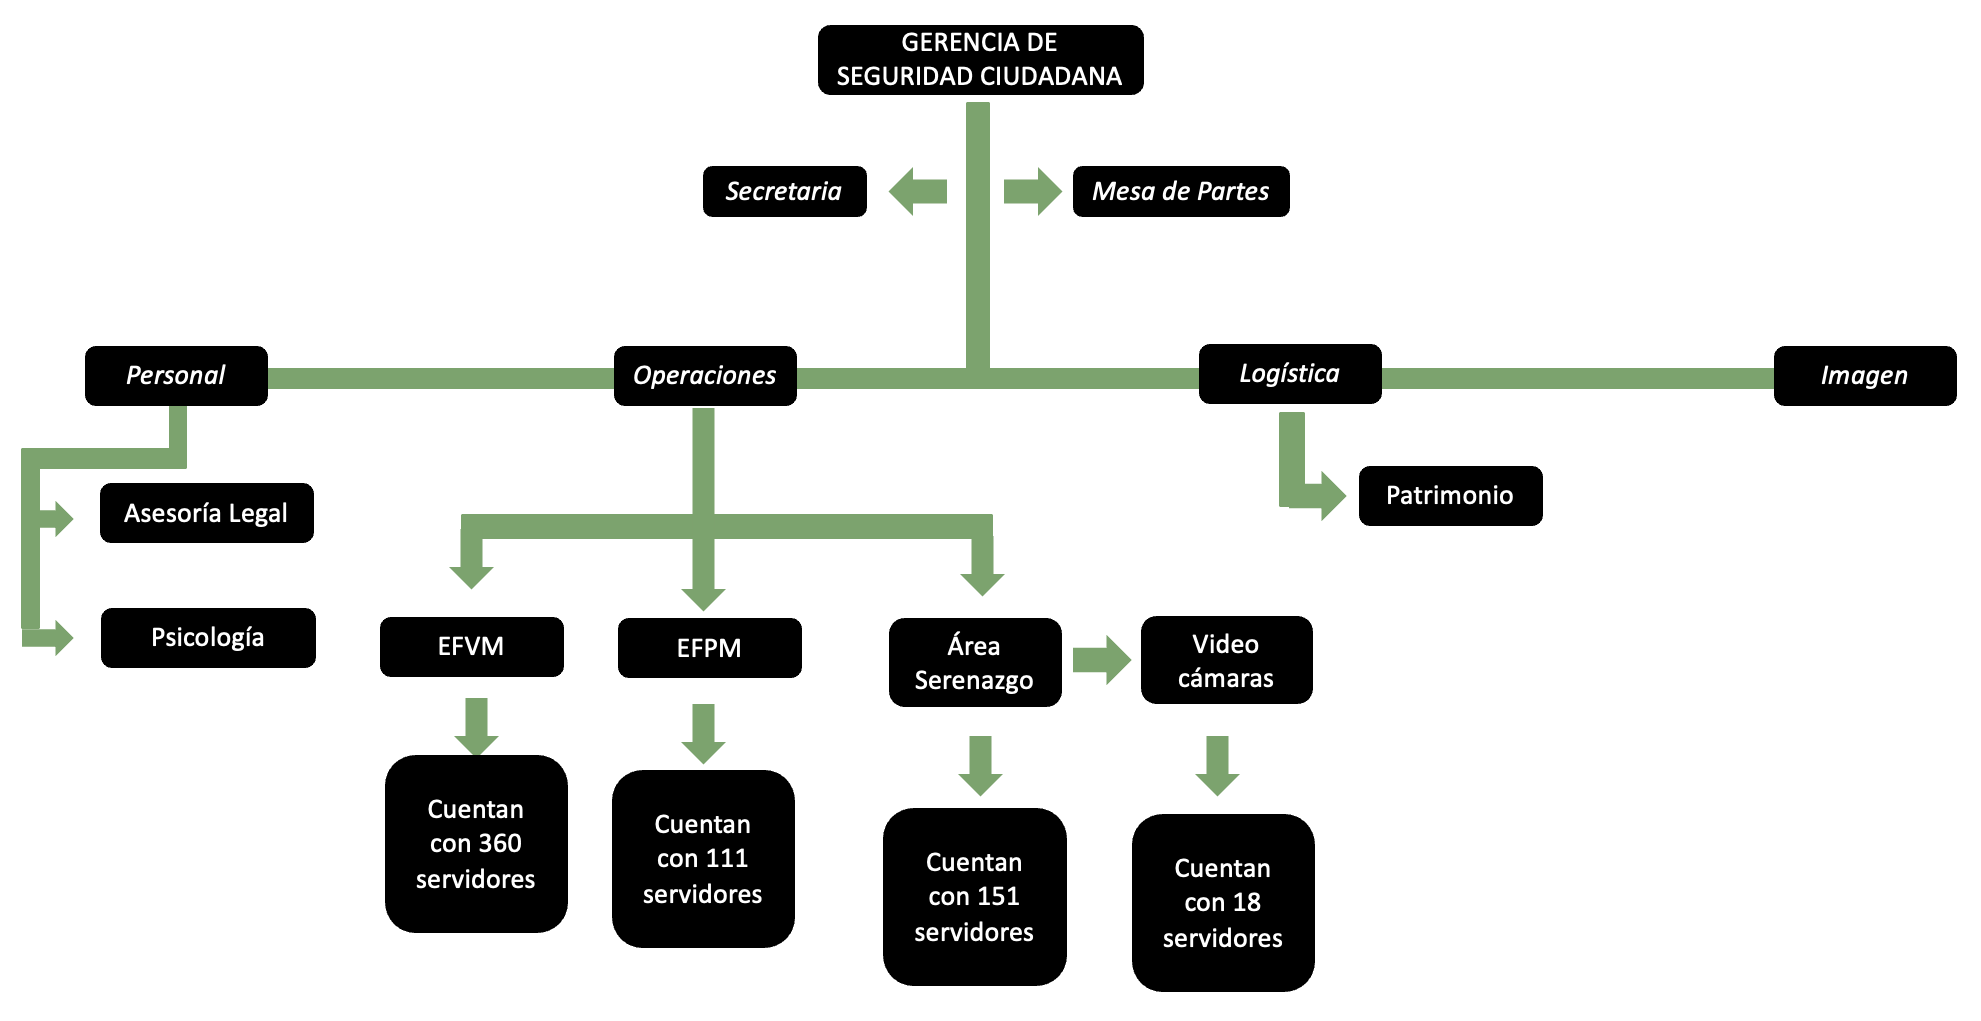 GERENCIA DE
SEGURIDAD CIUDADANA
Secretaria
Mesa de Partes
Personal
Operaciones
Logística
Imagen
Asesoría Legal
Psicología
Patrimonio
EFVM
EFPM
Área
Serenazgo
Video
cámaras
Cuentan
con 360
servidores
Cuentan
con 111
servidores
Cuentan
con 151
servidores
Cuentan
con 18
servidores